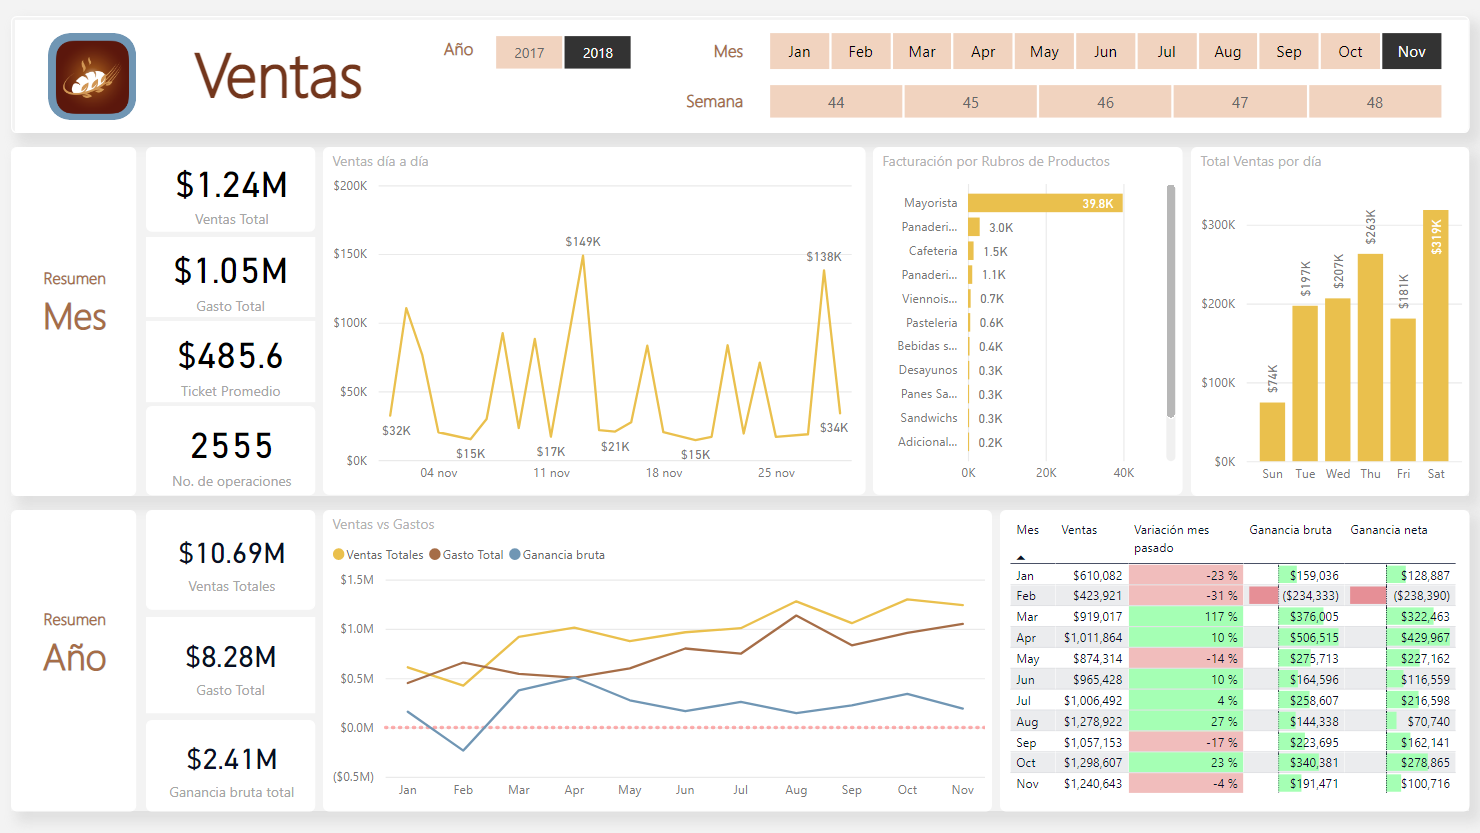 Ventas
Año
2017 2018
Mes
Jan Feb Mar Apr May Jun Jul Aug Sep Oct Nov
Semana
44 45 46 47 48
Resumen
Mes
$1.24M
Ventas Total
$1.05M
Gasto Total
$485.6
Ticket Promedio
2555
No. de operaciones
Ventas día a día
$200K
$150K
$100K
$50K
$0K
$32K
$15K
$17K
$149K
$21K
$15K
$138K
$34K
04 nov 11 nov 18 nov 25 nov
Facturación por Rubros de Productos
Mayorista 39.8K
Panaderi... 3.0K
Cafeteria 1.5K
Panaderi... 1.1K
Viennois... 0.7K
Pasteleria 0.6K
Bebidas s... 0.4K
Desayunos 0.3K
Panes Sa... 0.3K
Sandwichs 0.3K
Adicional... 0.2K
0K 20K 40K
Total Ventas por día
$300K
$200K
$100K
$0K
$74K
$197K
$207K
$263K
$181K
$319K
Sun Tue Wed Thu Fri Sat
Resumen
Año
$10.69M
Ventas Totales
$8.28M
Gasto Total
$2.41M
Ganancia bruta total
Ventas vs Gastos
Ventas Totales Gasto Total Ganancia bruta
$1.5M
$1.0M
$0.5M
$0.0M
($0.5M)
Jan Feb Mar Apr May Jun Jul Aug Sep Oct Nov
Mes Ventas Variación mes Ganancia bruta Ganancia neta
pasado
Jan $610,082 -23 % $159,036 $128,887
Feb $423,921 -31 % ($234,333) ($238,390)
Mar $919,017 117 % $376,005 $322,463
Apr $1,011,864 10 % $506,515 $429,967
May $874,314 -14 % $275,713 $227,162
Jun $965,428 10 % $164,596 $116,559
Jul $1,006,492 4 % $258,607 $216,598
Aug $1,278,922 27 % $144,338 $70,740
Sep $1,057,153 -17 % $223,695 $162,141
Oct $1,298,607 23 % $340,381 $278,865
Nov $1,240,643 -4 % $191,471 $100,716